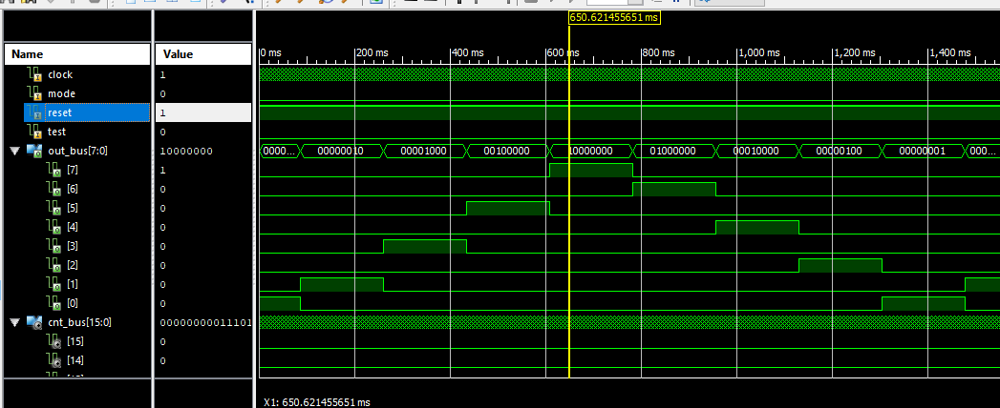 650.621455651 ms
Name Value
0 ms 200 ms 400 ms 600 ms 800 ms 1,000 ms 1,200 ms 1,400 ms
clock 1
mode 0
reset 1
test 0
out_bus[7:0] 10000000 0000... 00000010 00001000 00100000 10000000 01000000 00010000 00000100 00000001 000...
[7] 1
[6] 0
[5] 0
[4] 0
[3] 0
[2] 0
[1] 0
[0] 0
cnt_bus[15:0] 00000000011101
[15] 0
[14] 0
X1: 650.621455651 ms